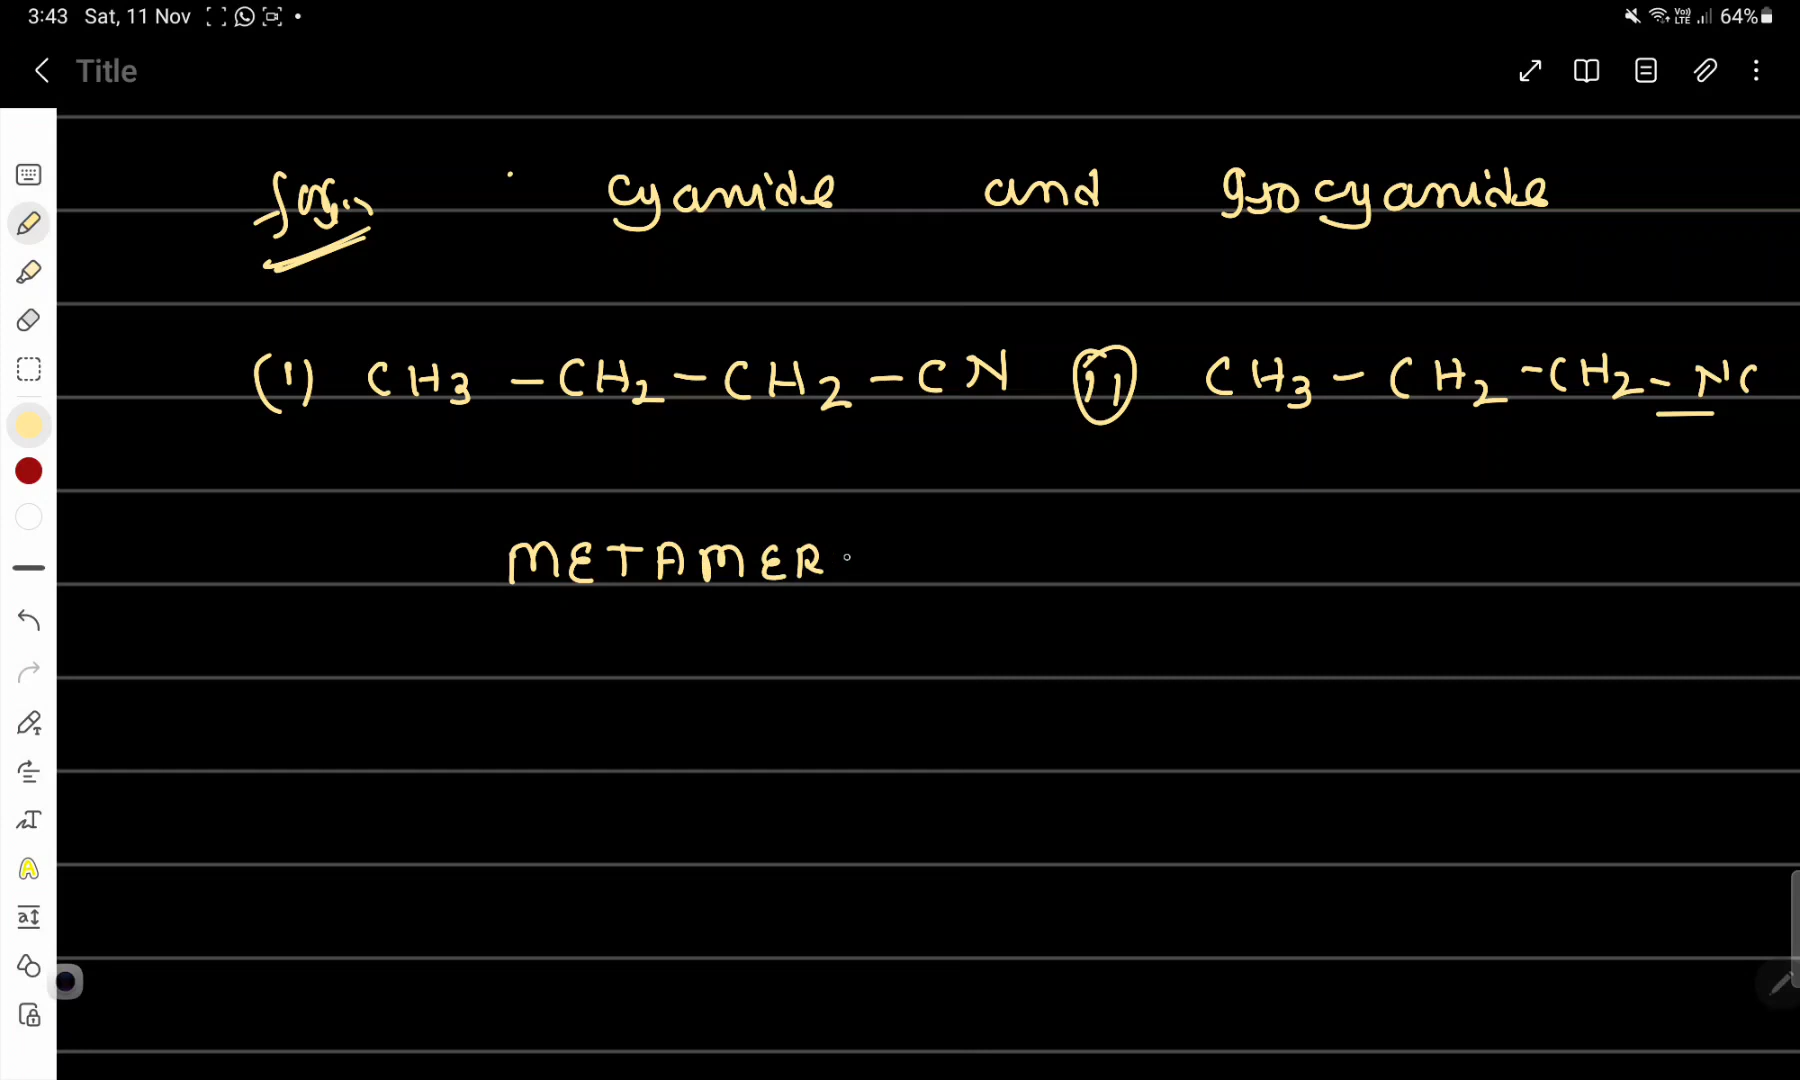 3:43 Sat, 11 Nov 64%
Title
cyanide and Isocyanide
(i) CH3 – CH2 – CH2 – CN (ii) CH3 – CH2 – CH2 – NC
METAMER